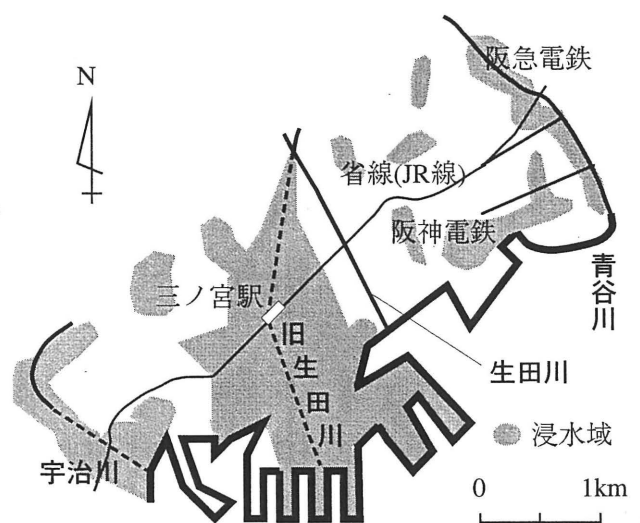 N
阪急電鉄
省線(JR線)
阪神電鉄
青谷川
三ノ宮駅
旧生田川
生田川
宇治川
浸水域
0 1km